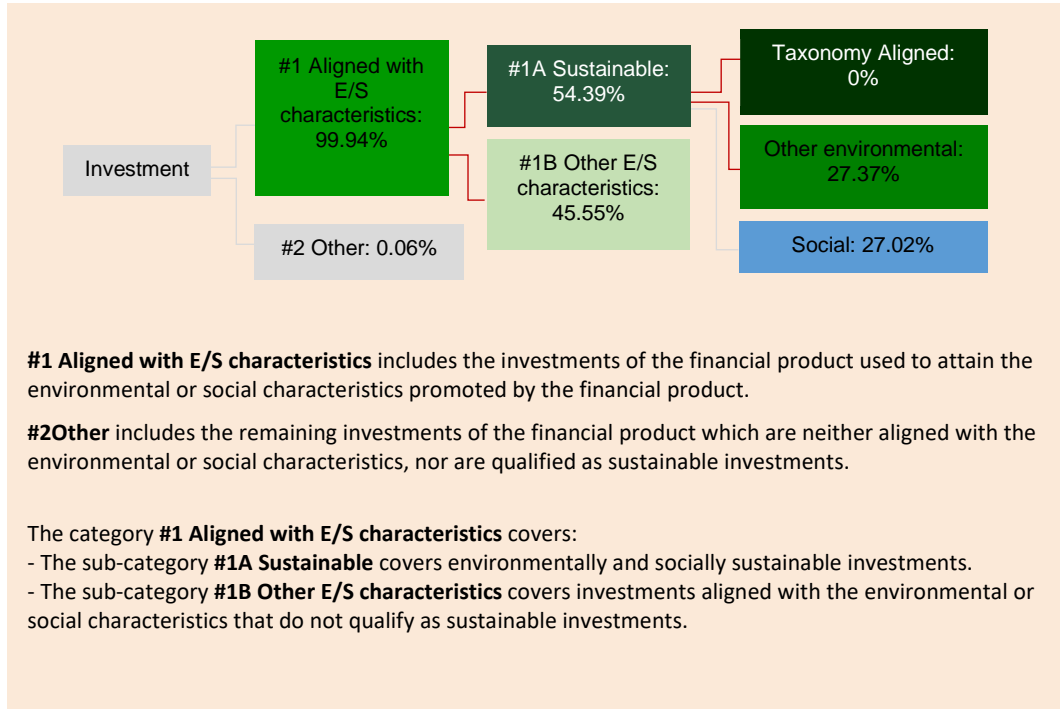 Investment
#1 Aligned with
E/S
characteristics:
99.94%
#2 Other: 0.06%
#1A Sustainable:
54.39%
#1B Other E/S
characteristics:
45.55%
Taxonomy Aligned:
0%
Other environmental:
27.37%
Social: 27.02%
#1 Aligned with E/S characteristics includes the investments of the financial product used to attain the
environmental or social characteristics promoted by the financial product.
#2Other includes the remaining investments of the financial product which are neither aligned with the
environmental or social characteristics, nor are qualified as sustainable investments.
The category #1 Aligned with E/S characteristics covers:
- The sub-category #1A Sustainable covers environmentally and socially sustainable investments.
- The sub-category #1B Other E/S characteristics covers investments aligned with the environmental or
social characteristics that do not qualify as sustainable investments.